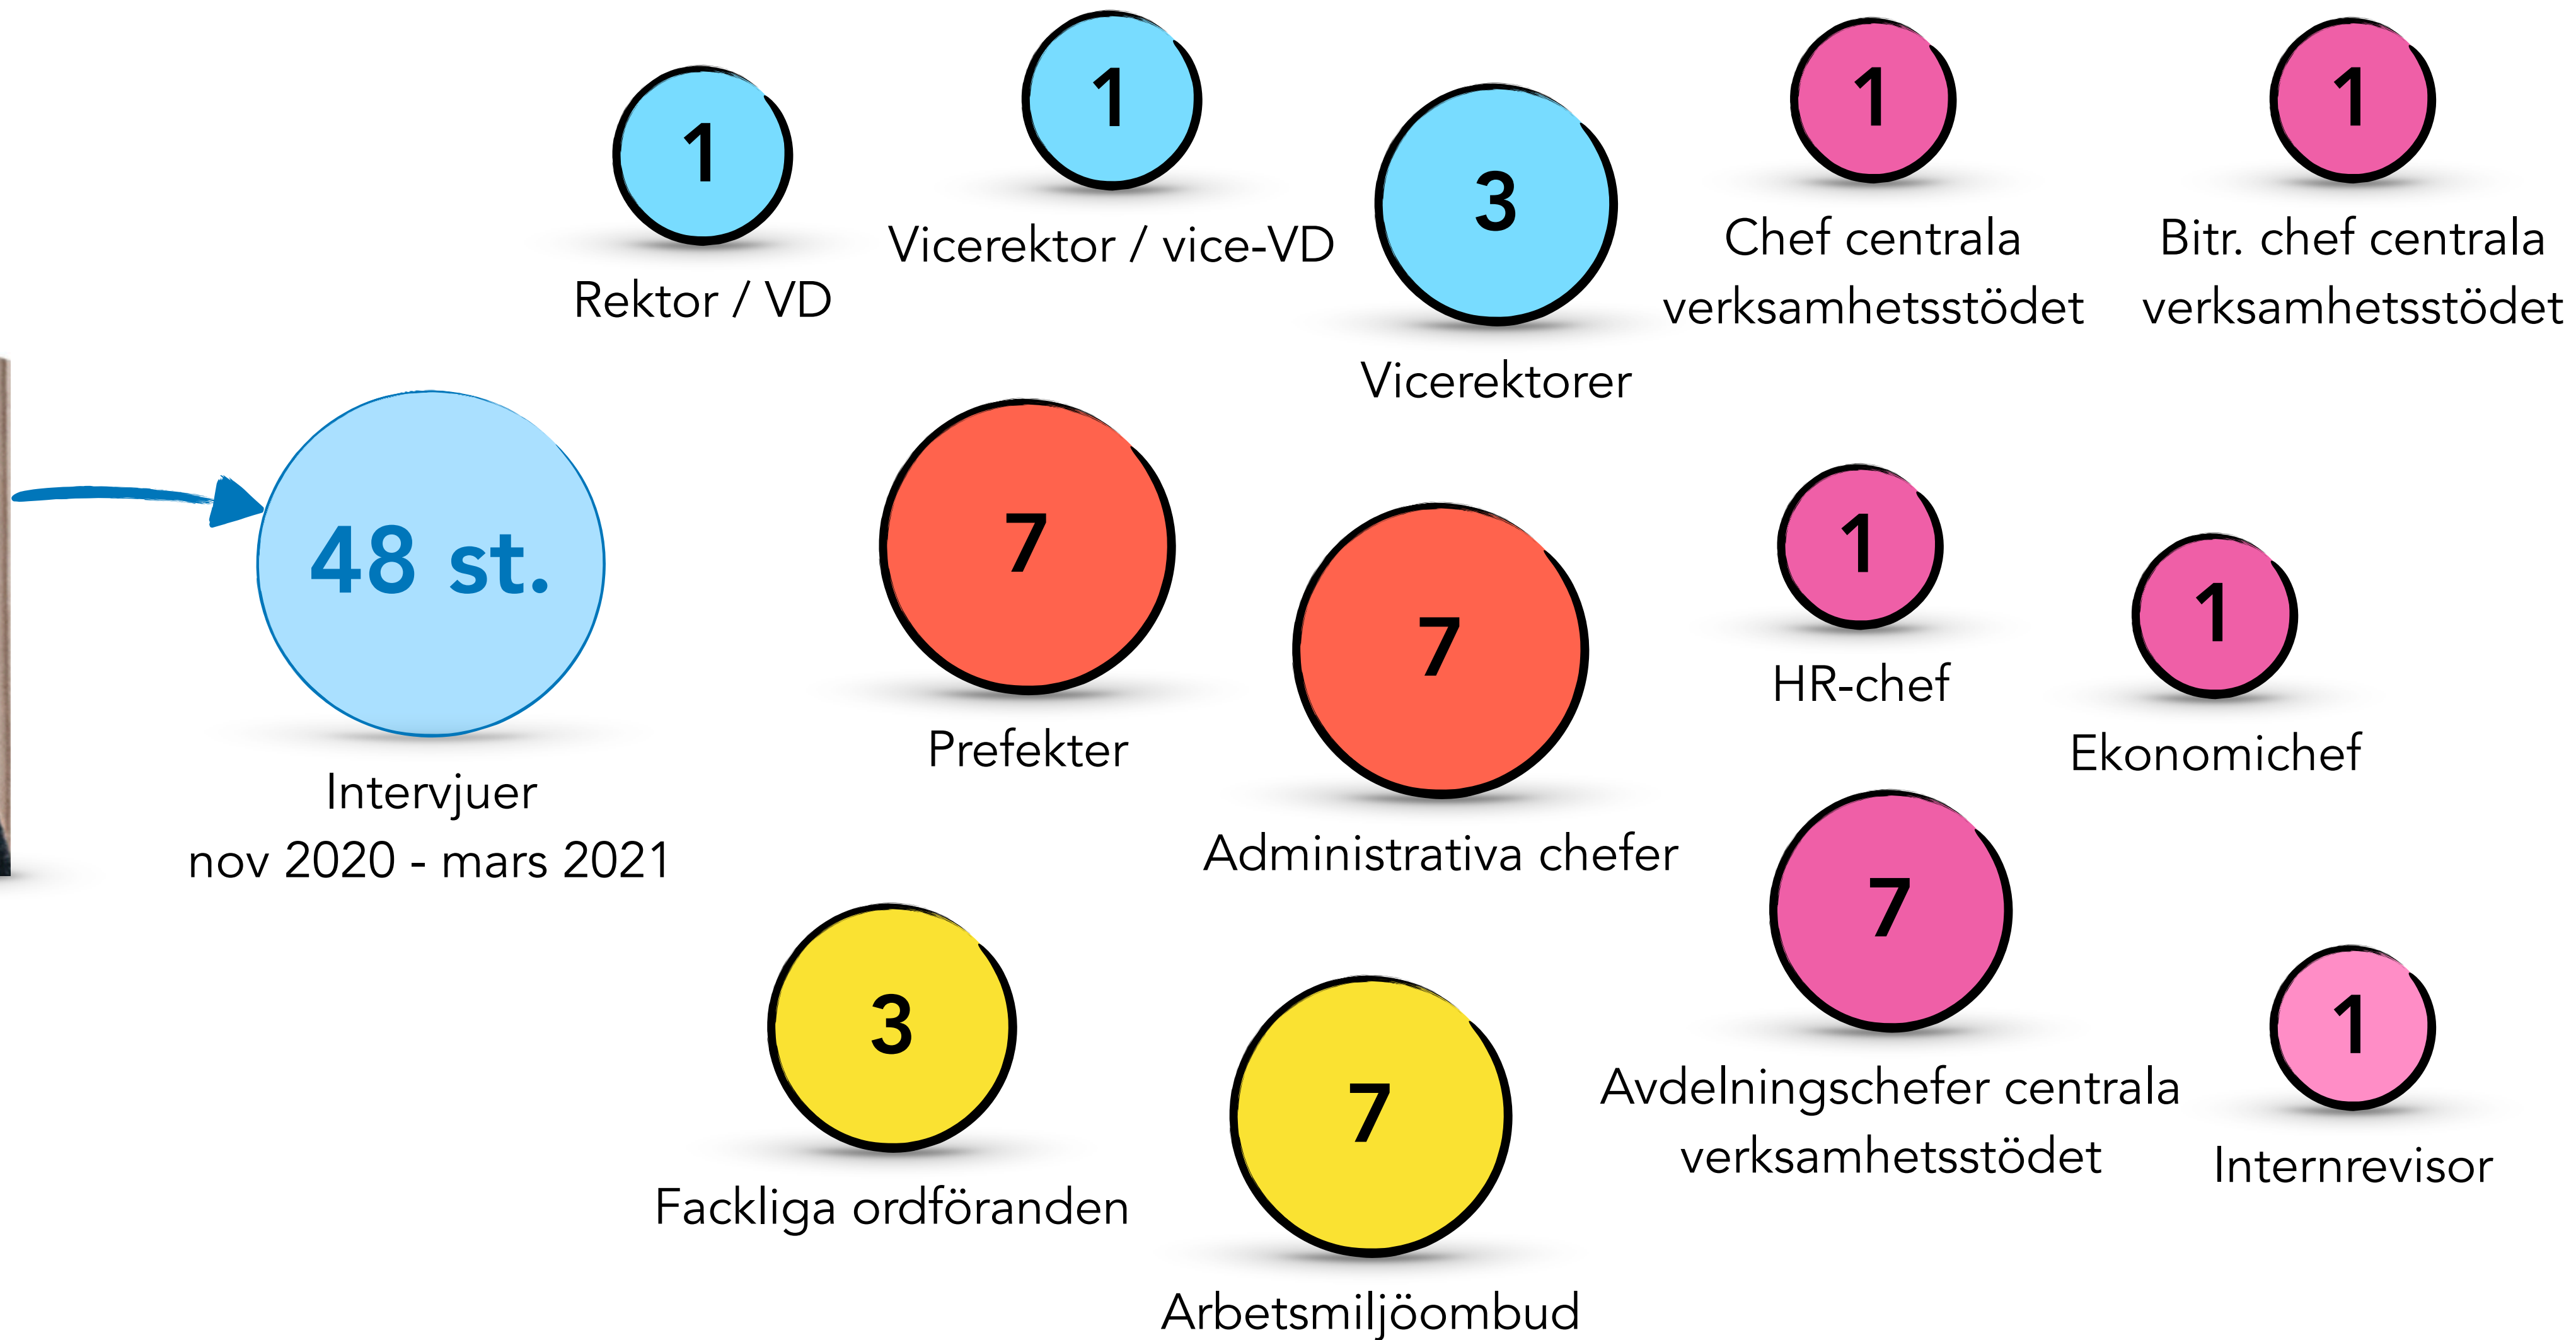 1
Rektor / VD
1
Vicerektor / vice-VD
3
Vicerektorer
1
Chef centrala
verksamhetsstödet
1
Bitr. chef centrala
verksamhetsstödet
48 st.
Intervjuer
nov 2020 - mars 2021
7
Prefekter
7
Administrativa chefer
1
HR-chef
1
Ekonomichef
3
Fackliga ordföranden
7
Arbetsmiljöombud
7
Avdelningschefer centrala
verksamhetsstödet
1
Internrevisor